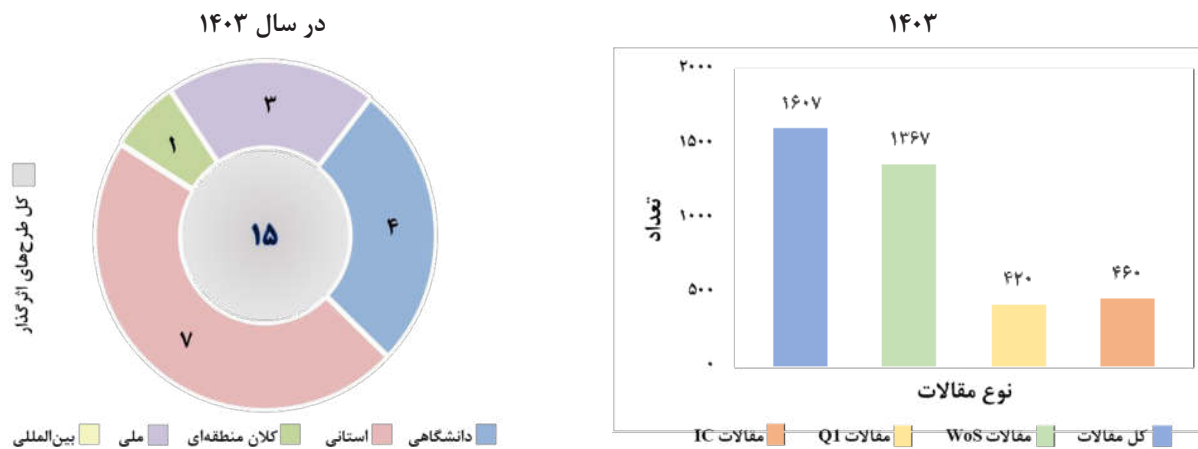 ۱۴۰۳
۲۰۰۰
۱۵۰۰
۱۰۰۰
۵۰۰
۰
تعداد
۱۶۰۷
۱۳۶۷
۴۲۰
۴۶۰
نوع مقالات
کل مقالات
مقالات WoS
مقالات Q1
مقالات IC
در سال ۱۴۰۳
۳
۱
۴
۱۵
۷
کل طرح‌های اثرگذار
دانشگاهی
استانی
کلان منطقه‌ای
ملی
بین‌المللی